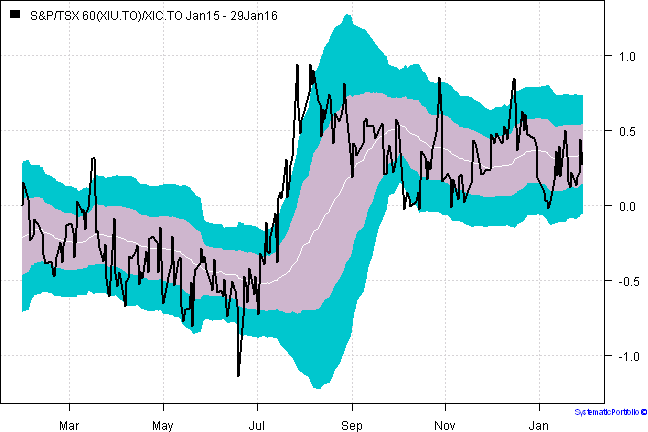 S&P/TSX 60(XIU.TO)/XIC.TO Jan15 - 29Jan16
1.0
0.5
0.0
-0.5
-1.0
Mar May Jul Sep Nov Jan
SystematicPortfolio ©